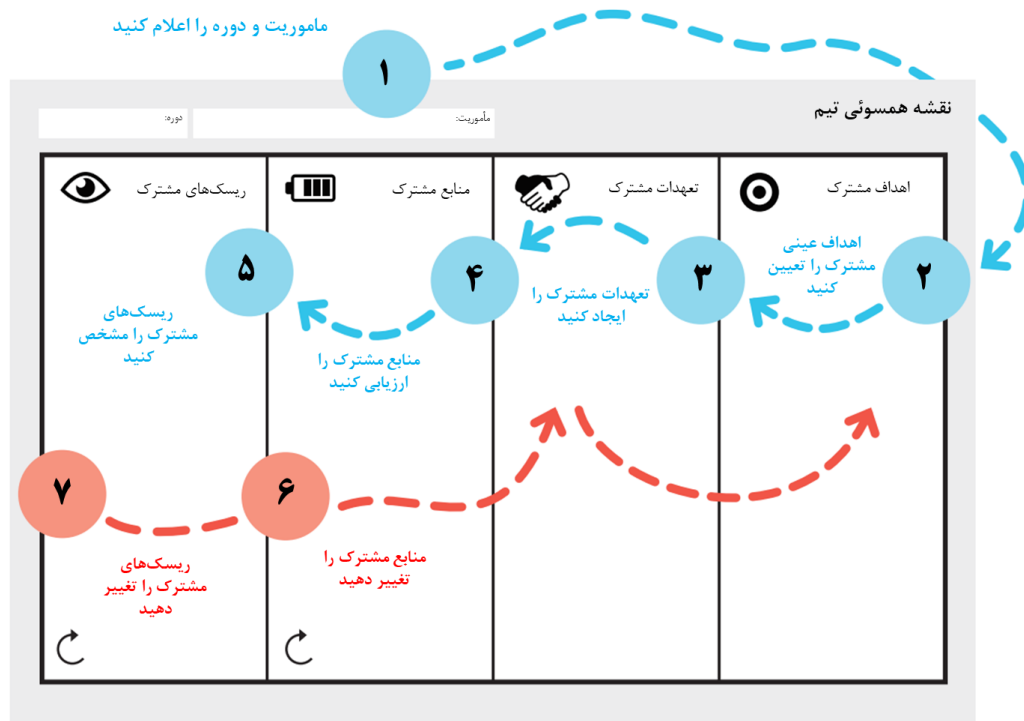 ماموریت و دوره را اعلام کنید
۱
نقشه همسوئی تیم
مأموریت:
دوره:
اهداف مشترک
تعهدات مشترک
منابع مشترک
ریسک‌های مشترک
۲
اهداف عینی
مشترک را تعیین
کنید
۳
تعهدات مشترک را
ایجاد کنید
۴
منابع مشترک را
ارزیابی کنید
۵
ریسک‌های
مشترک را مشخص
کنید
۶
منابع مشترک را
تغییر دهید
۷
ریسک‌های
مشترک را تغییر
دهید